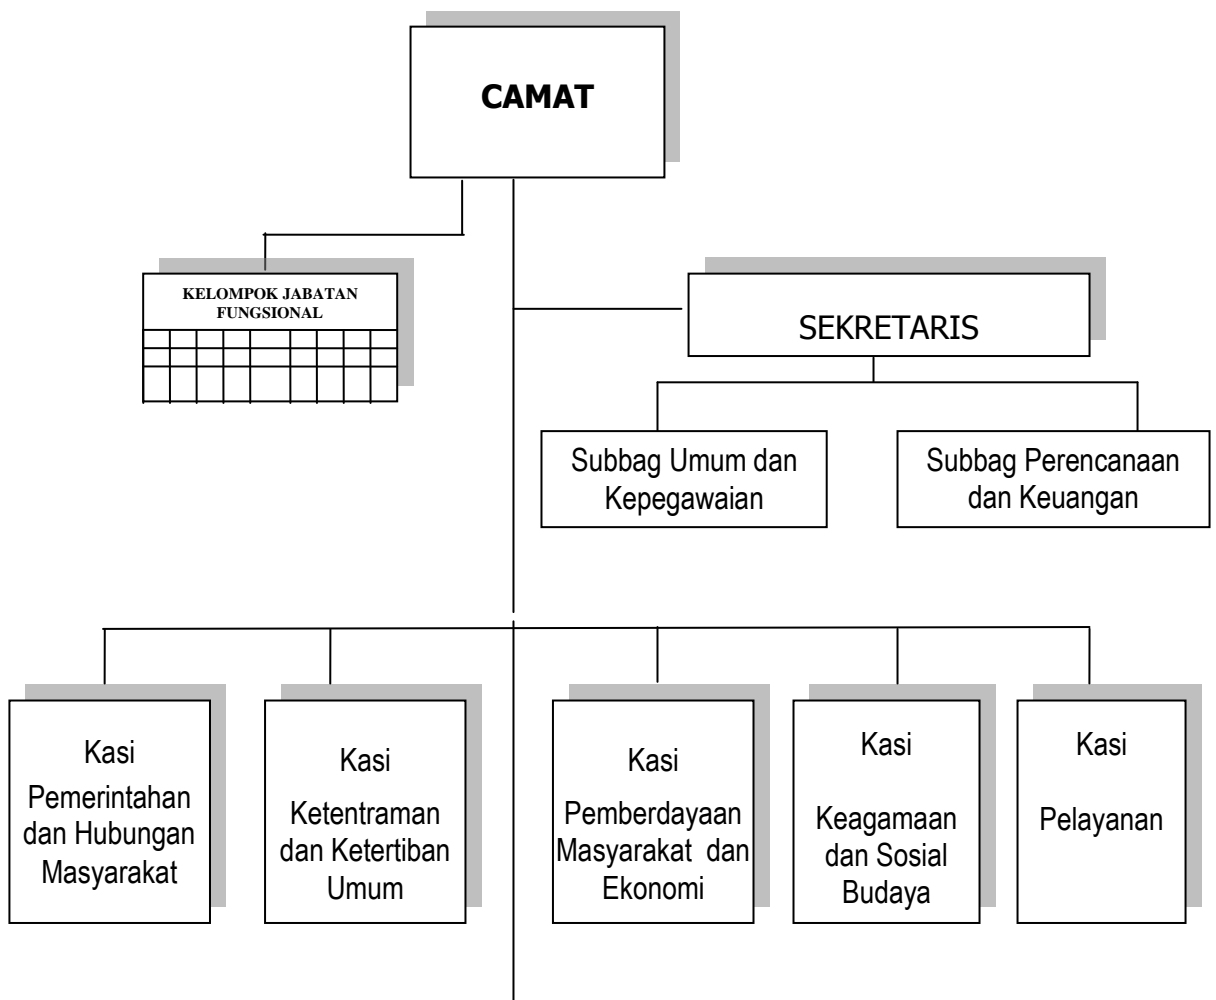 CAMAT
KELOMPOK JABATAN
FUNGSIONAL
SEKRETARIS
Subbag Umum dan
Kepegawaian
Subbag Perencanaan
dan Keuangan
Kasi
Pemerintahan
dan Hubungan
Masyarakat
Kasi
Ketentraman
dan Ketertiban
Umum
Kasi
Pemberdayaan
Masyarakat dan
Ekonomi
Kasi
Keagamaan
dan Sosial
Budaya
Kasi
Pelayanan